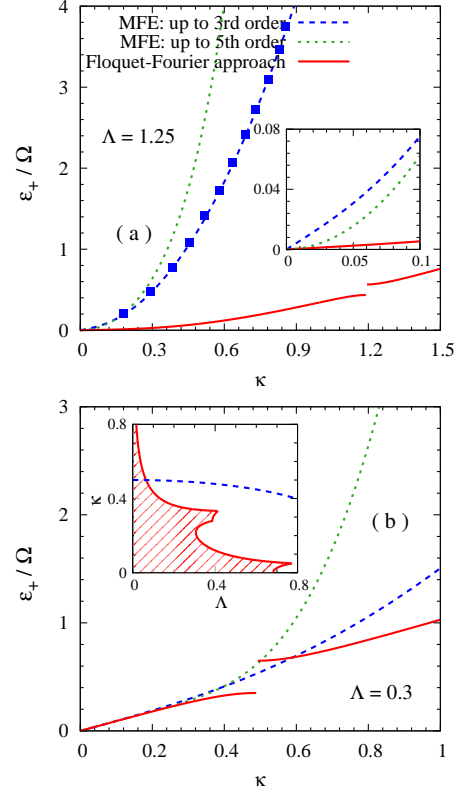 4
MFE: up to 3rd order
MFE: up to 5th order
Floquet-Fourier approach
3
Λ = 1.25
0.08
ε+ / Ω
2
0.04
( a )
1
0
0 0.05 0.1
0
0 0.3 0.6 0.9 1.2 1.5
κ
3
0.8
κ
0.4
2
( b )
0
0 0.4 0.8
Λ
ε+ / Ω
1
Λ = 0.3
0
0 0.2 0.4 0.6 0.8 1
κ